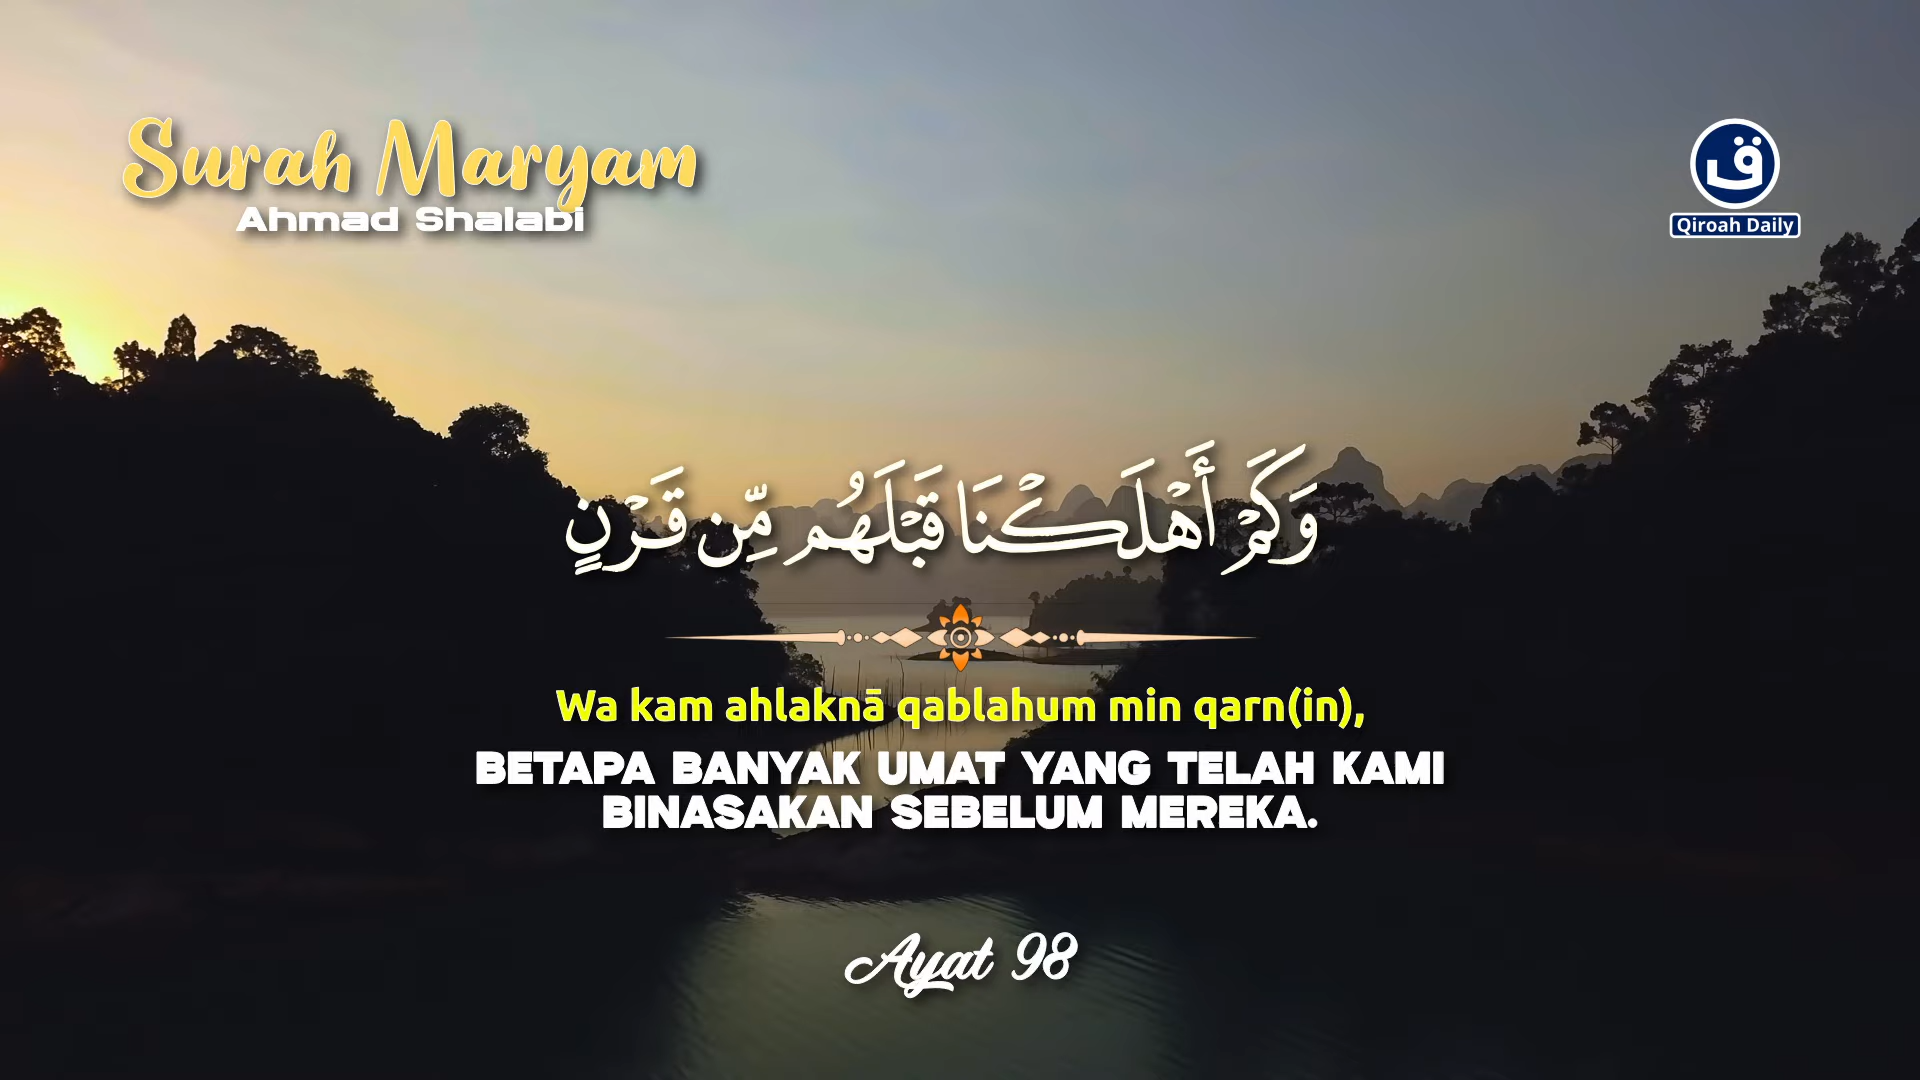 Surah Maryam
Ahmad Shalabi
ق
Qiroah Daily
وَكَمْ أَهْلَكْنَا قَبْلَهُم مِّن قَرْنٍ
Wa kam ahlaknā qablahum min qarn(in),
BETAPA BANYAK UMAT YANG TELAH KAMI
BINASAKAN SEBELUM MEREKA.
Ayat 98